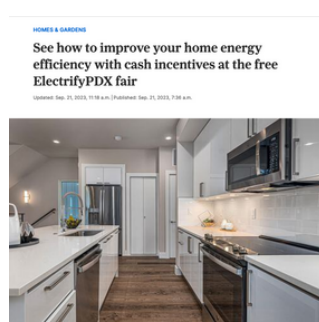 HOMES & GARDENS
See how to improve your home energy
efficiency with cash incentives at the free
ElectrifyPDX fair
Updated: Sep. 21, 2023, 11:18 a.m. | Published: Sep. 21, 2023, 7:36 a.m.